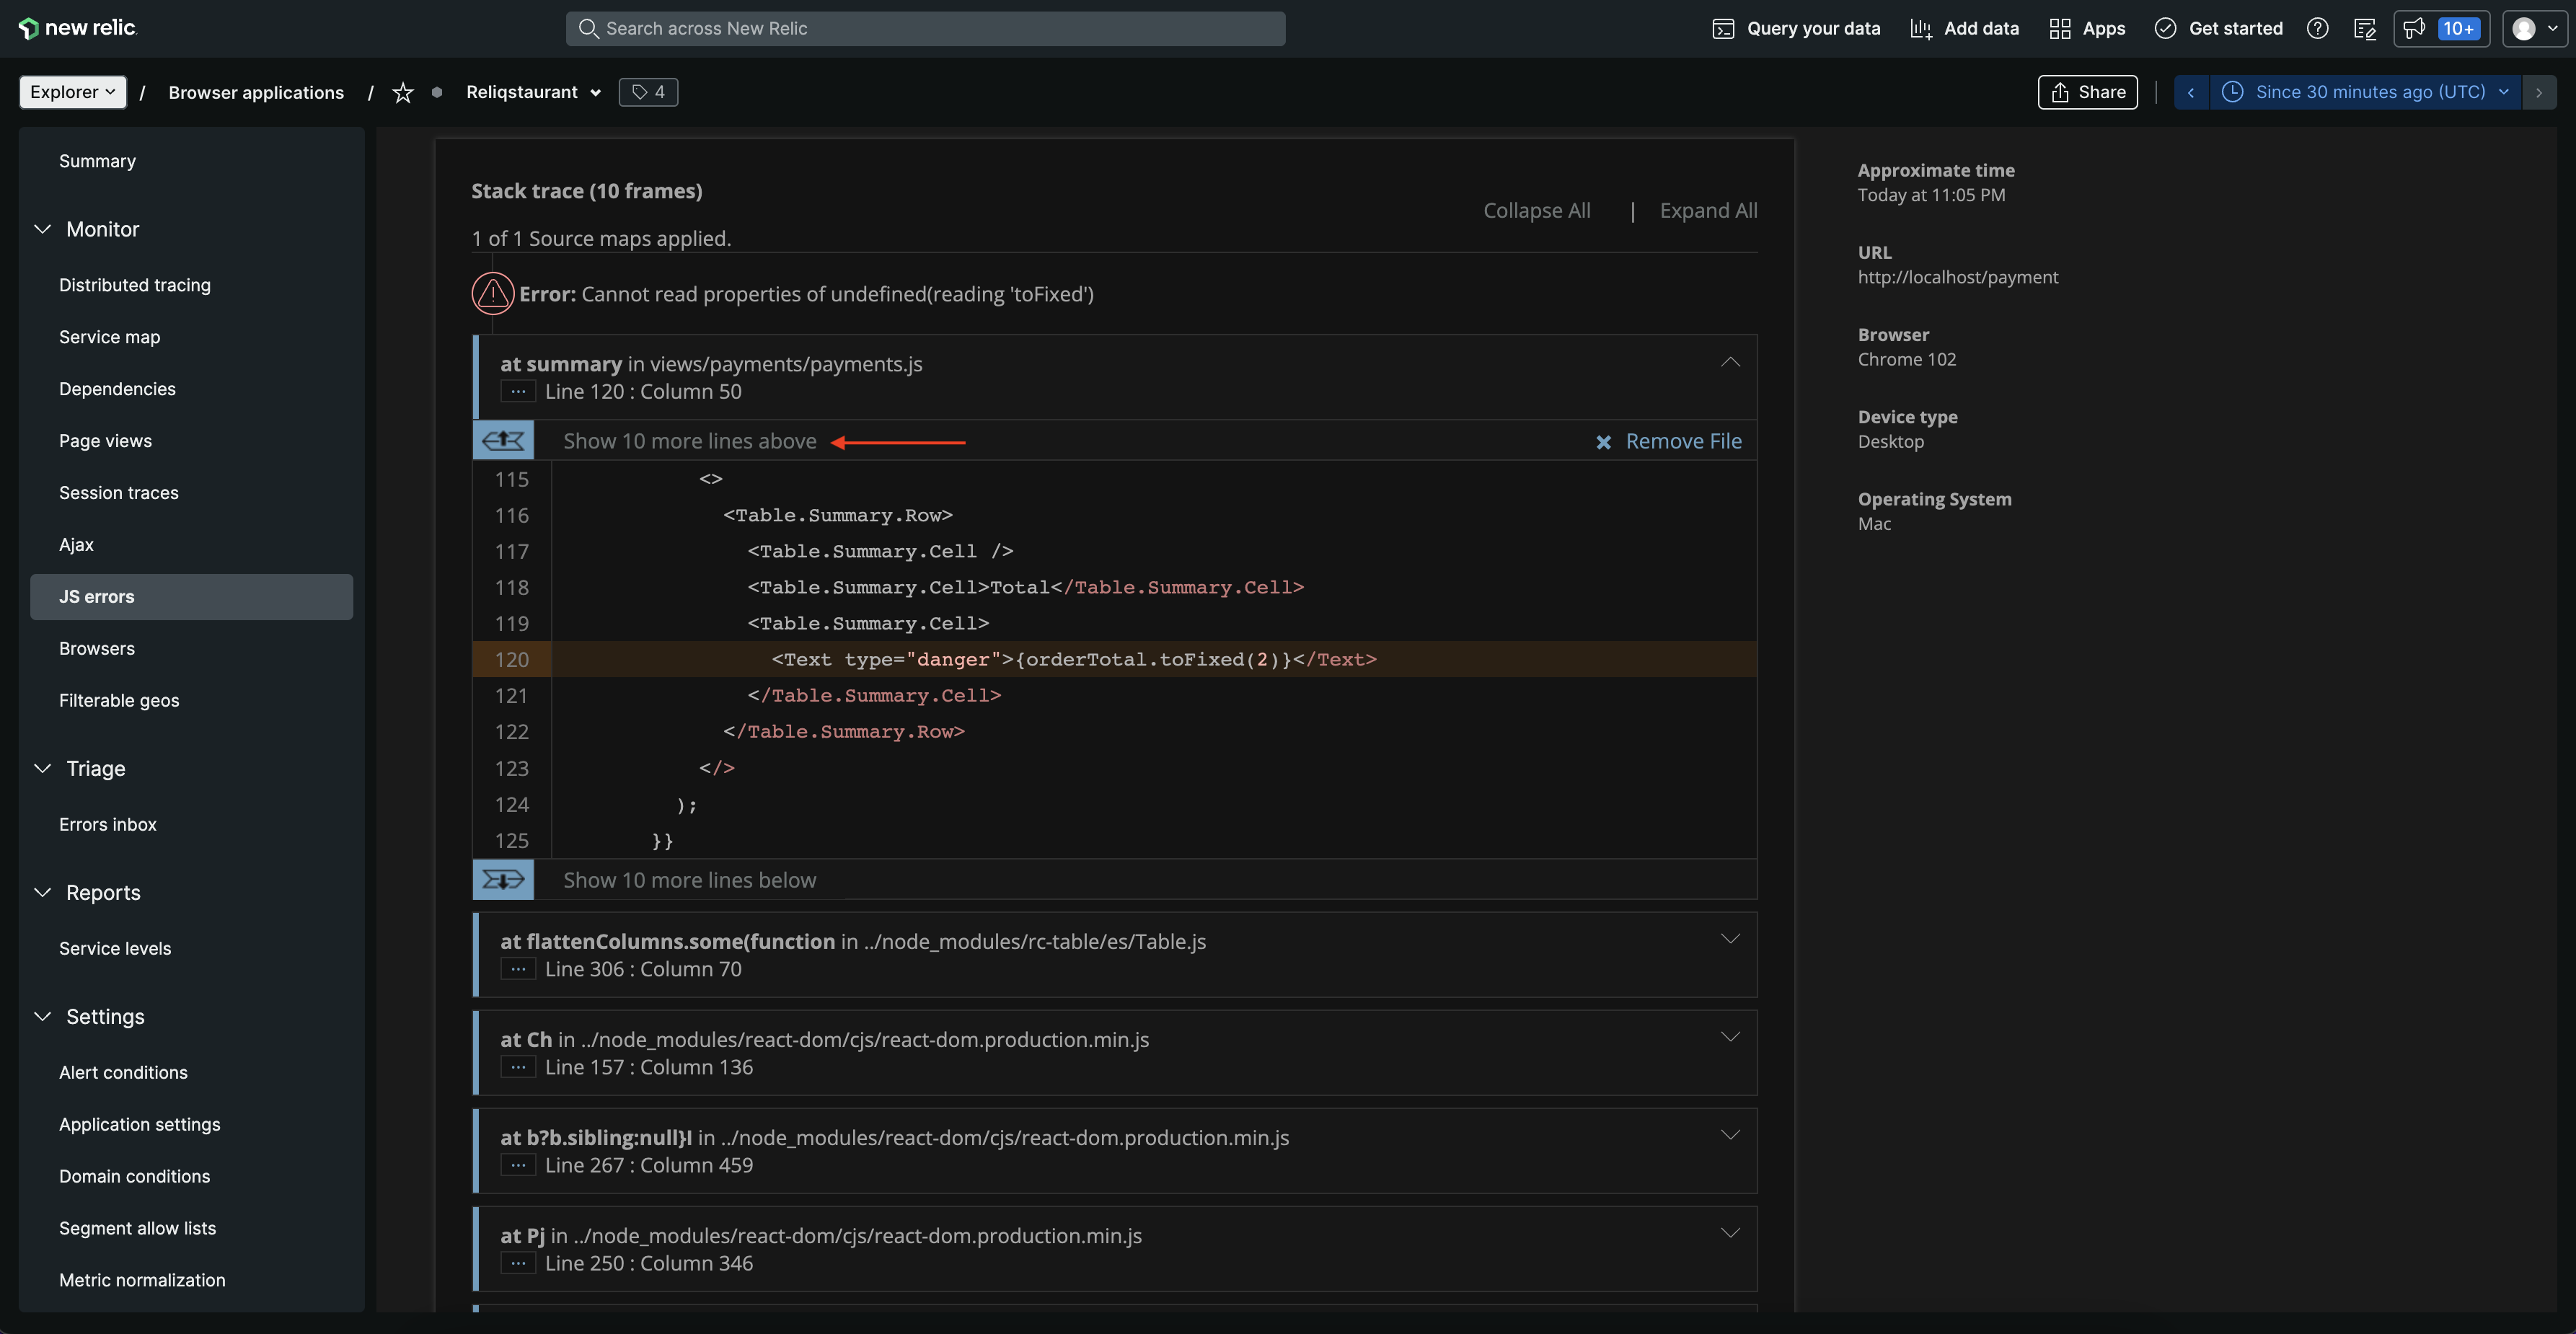 new relic
Search across New Relic
Query your data
Add data
Apps
Get started
10+
Explorer / Browser applications / Reliqstaurant 4
Share
Since 30 minutes ago (UTC)
Summary
Monitor
Distributed tracing
Service map
Dependencies
Page views
Session traces
Ajax
JS errors
Browsers
Filterable geos
Triage
Errors inbox
Reports
Service levels
Settings
Alert conditions
Application settings
Domain conditions
Segment allow lists
Metric normalization
Stack trace (10 frames)
Collapse All | Expand All
1 of 1 Source maps applied.
Error: Cannot read properties of undefined(reading 'toFixed')
at summary in views/payments/payments.js
... Line 120 : Column 50
Show 10 more lines above
Remove File
115 <>
116 <Table.Summary.Row>
117 <Table.Summary.Cell />
118 <Table.Summary.Cell>Total</Table.Summary.Cell>
119 <Table.Summary.Cell>
120 <Text type="danger">{orderTotal.toFixed(2)}</Text>
121 </Table.Summary.Cell>
122 </Table.Summary.Row>
123 </>
124 );
125 }}
Show 10 more lines below
at flattenColumns.some(function in ../node_modules/rc-table/es/Table.js
... Line 306 : Column 70
at Ch in ../node_modules/react-dom/cjs/react-dom.production.min.js
... Line 157 : Column 136
at b?b.sibling:null}I in ../node_modules/react-dom/cjs/react-dom.production.min.js
... Line 267 : Column 459
at Pj in ../node_modules/react-dom/cjs/react-dom.production.min.js
... Line 250 : Column 346
Approximate time
Today at 11:05 PM
URL
http://localhost/payment
Browser
Chrome 102
Device type
Desktop
Operating System
Mac